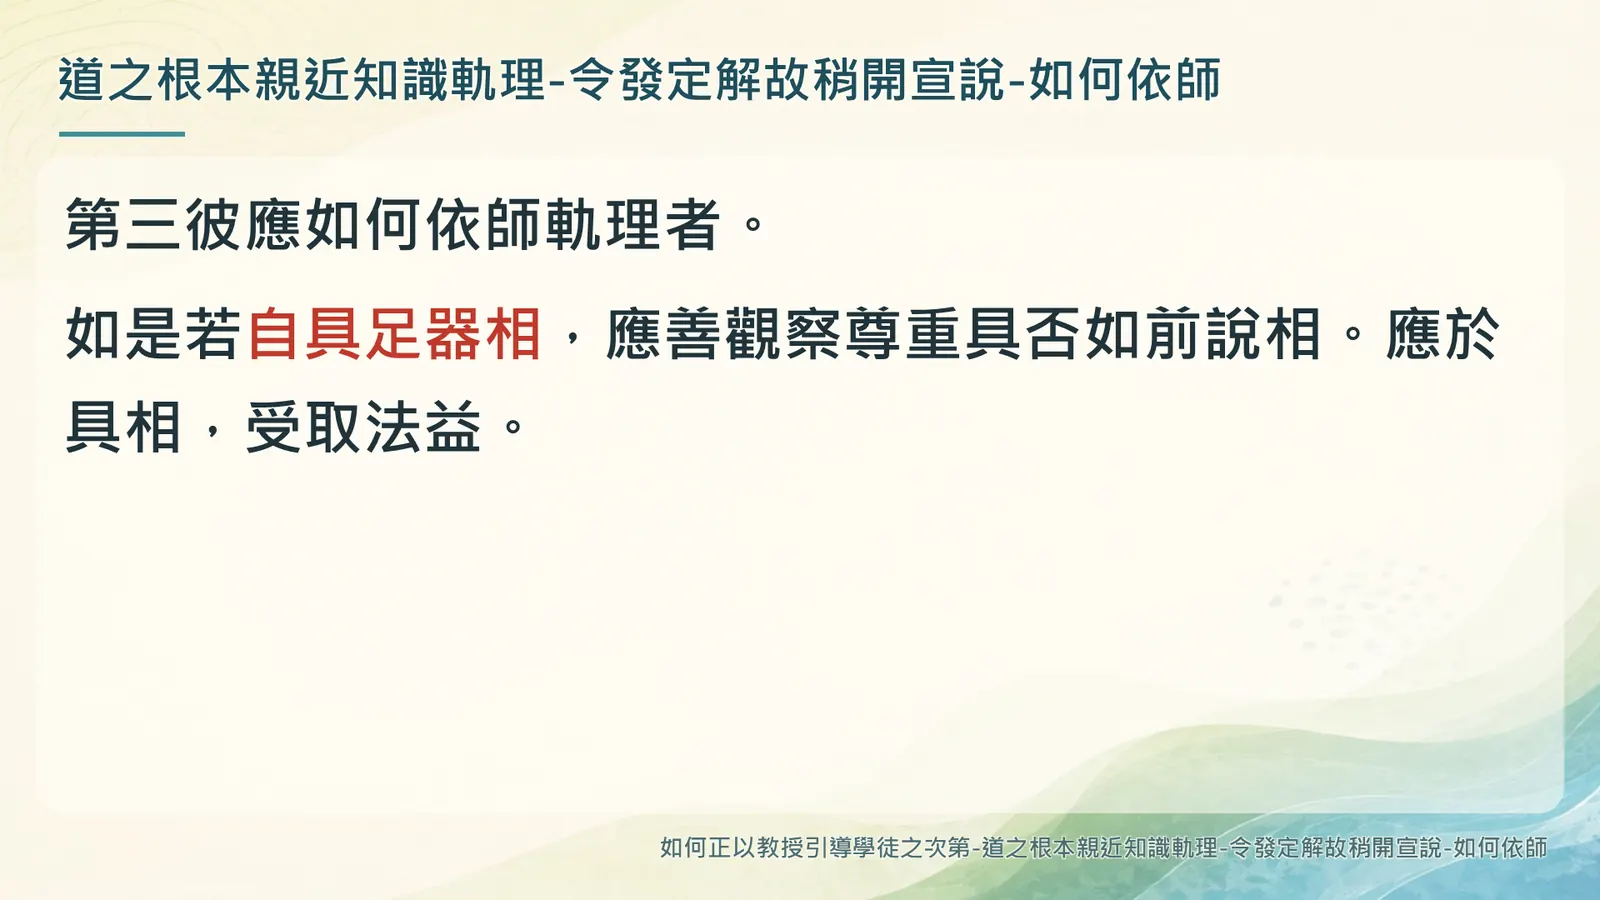 道之根本親近知識軌理-令發定解故稍開宣說-如何依師
第三彼應如何依師軌理者。
如是若自具足器相，應善觀察尊重具否如前說相。應於
具相，受取法益。
如何正以教授引導學徒之次第-道之根本親近知識軌理-令發定解故稍開宣說-如何依師